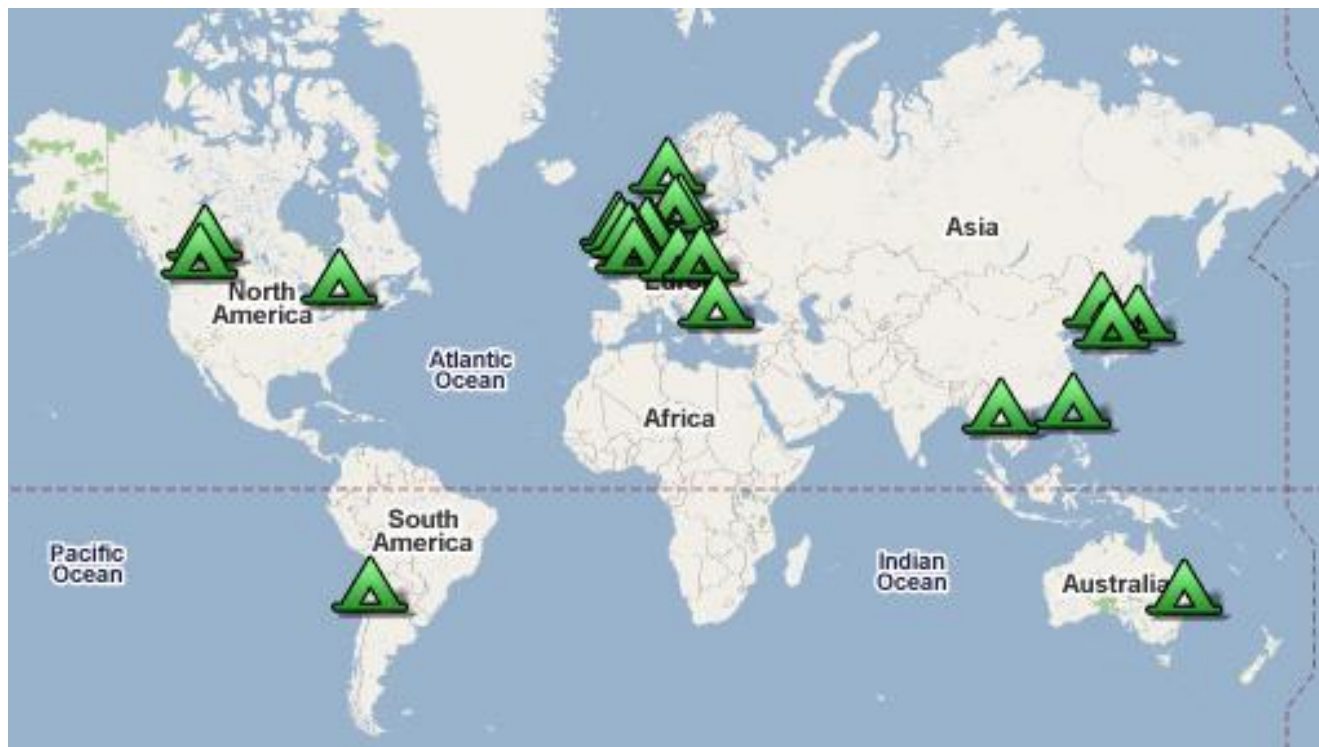 Asia
North
America
Atlantic
Ocean
Africa
South
America
Pacific
Ocean
Indian
Ocean
Australia